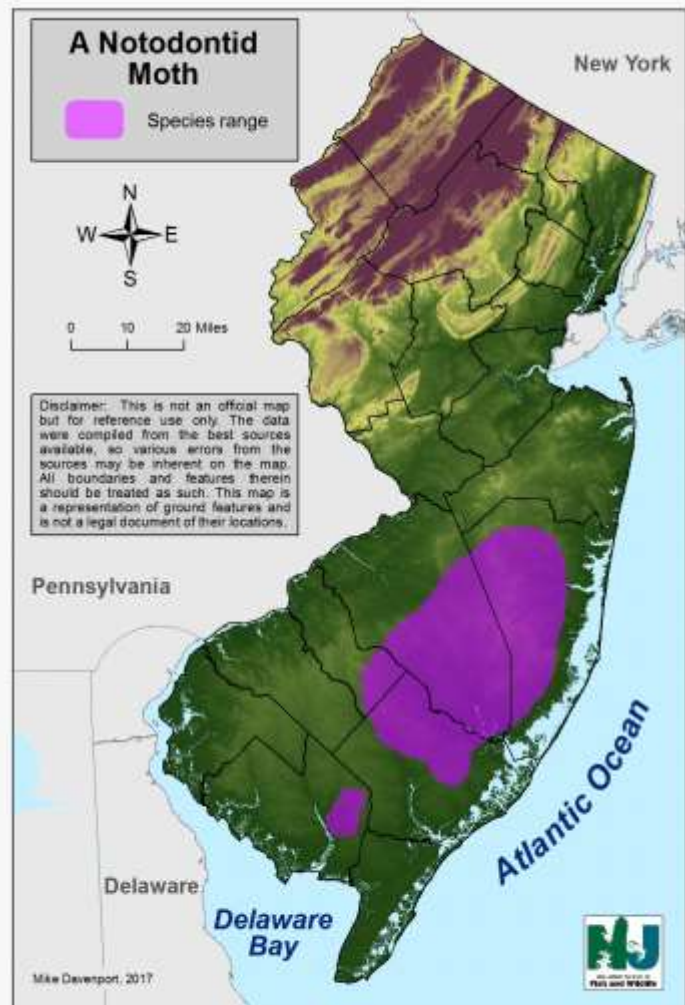 A Notodontid
Moth
Species range
New York
N
W E
S
0 10 20 Miles
Disclaimer: This is not an official map
but for reference use only. The data
were compiled from the best sources
available, so various errors from the
sources may be inherent on the map.
All boundaries and features therein
should be treated as such. This map is
a representation of ground features and
is not a legal document of their locations.
Pennsylvania
Atlantic Ocean
Delaware
Delaware
Bay
NJ
Fish and Wildlife
Mike Davenport, 2017